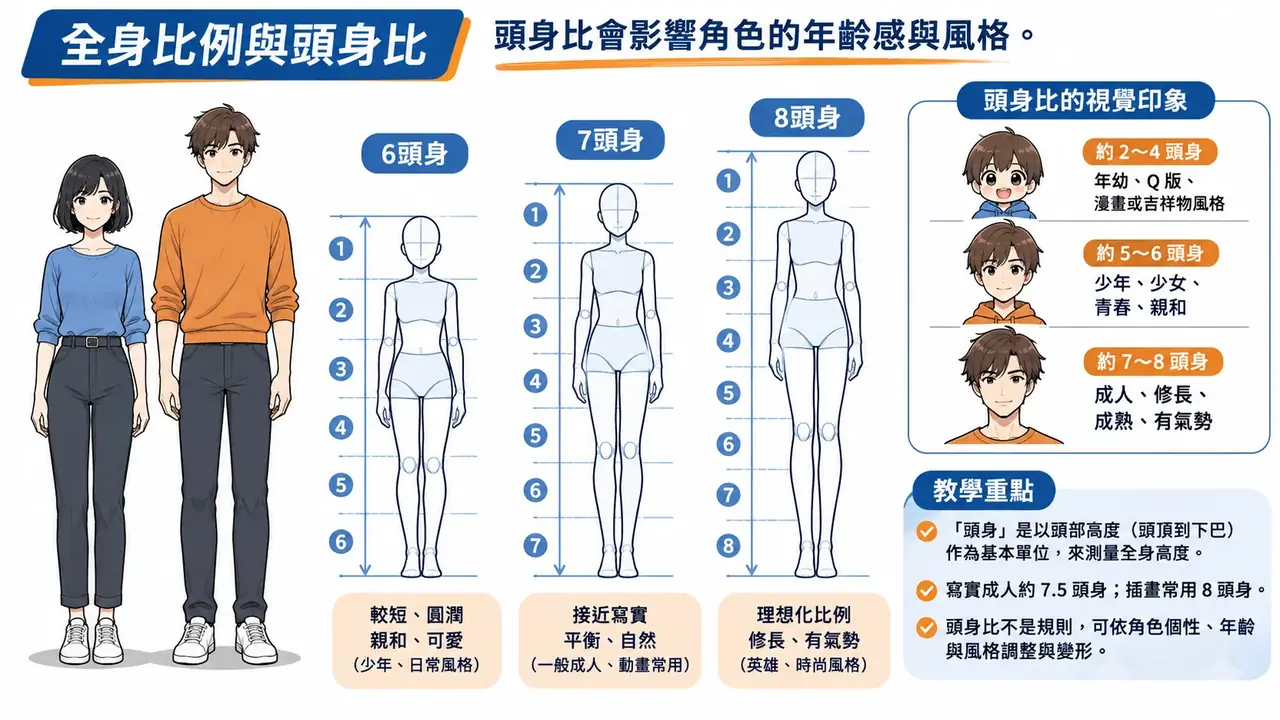 全身比例與頭身比
頭身比會影響角色的年齡感與風格。
6頭身
1
2
3
4
5
6
較短、圓潤
親和、可愛
(少年、日常風格)
7頭身
1
2
3
4
5
6
7
接近寫實
平衡、自然
(一般成人、動畫常用)
8頭身
1
2
3
4
5
6
7
8
理想化比例
修長、有氣勢
(英雄、時尚風格)
頭身比的視覺印象
約 2～4 頭身
年幼、Q 版、
漫畫或吉祥物風格
約 5～6 頭身
少年、少女、
青春、親和
約 7～8 頭身
成人、修長、
成熟、有氣勢
教學重點
「頭身」是以頭部高度（頭頂到下巴）
作為基本單位，來測量全身高度。
寫實成人約 7.5 頭身；插畫常用 8 頭身。
頭身比不是規則，可依角色個性、年齡
與風格調整與變形。